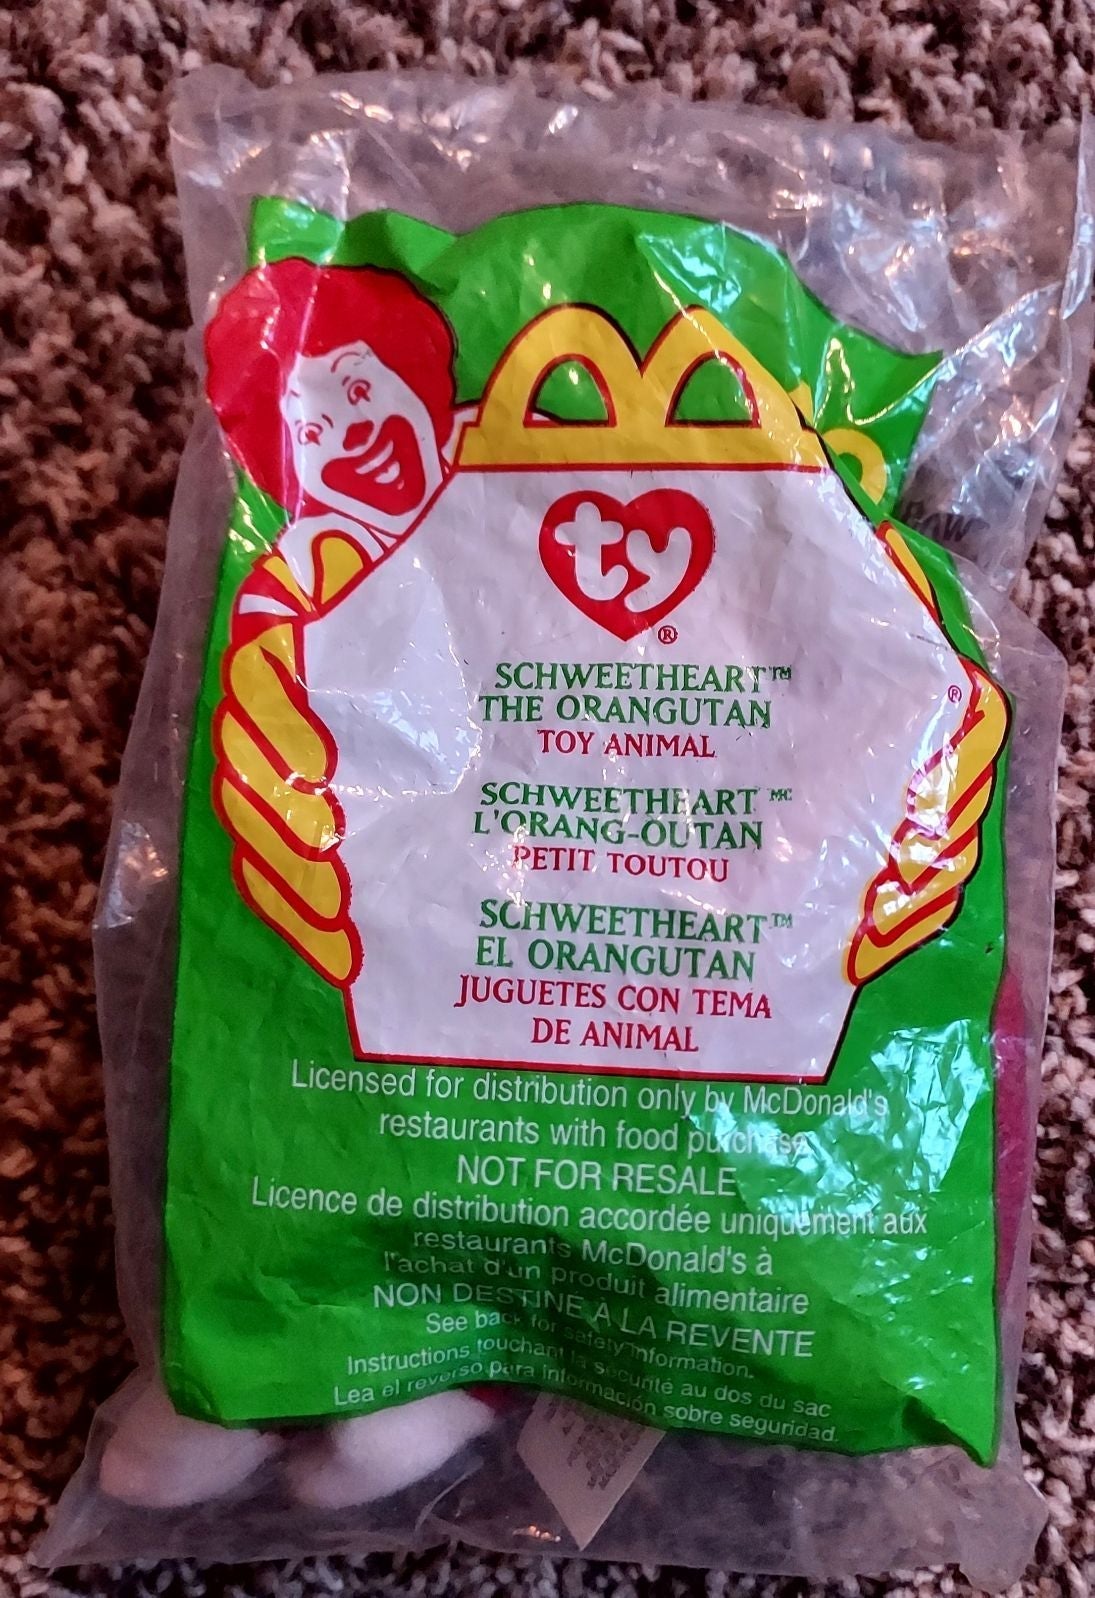 ty®
SCHWEETHEART™
THE ORANGUTAN
TOY ANIMAL
®
SCHWEETHEART MC
L'ORANG-OUTAN
PETIT TOUTOU
SCHWEETHEART™
EL ORANGUTAN
JUGUETES CON TEMA
DE ANIMAL
Licensed for distribution only by McDonald's
restaurants with food purchase
NOT FOR RESALE
Licence de distribution accordée uniquement aux
restaurants McDonald's à
l'achat d'un produit alimentaire
NON DESTINÉ À LA REVENTE
See back for safety information.
Instructions touchant la sécurité au dos du sac
Lea el reverso para información sobre seguridad.